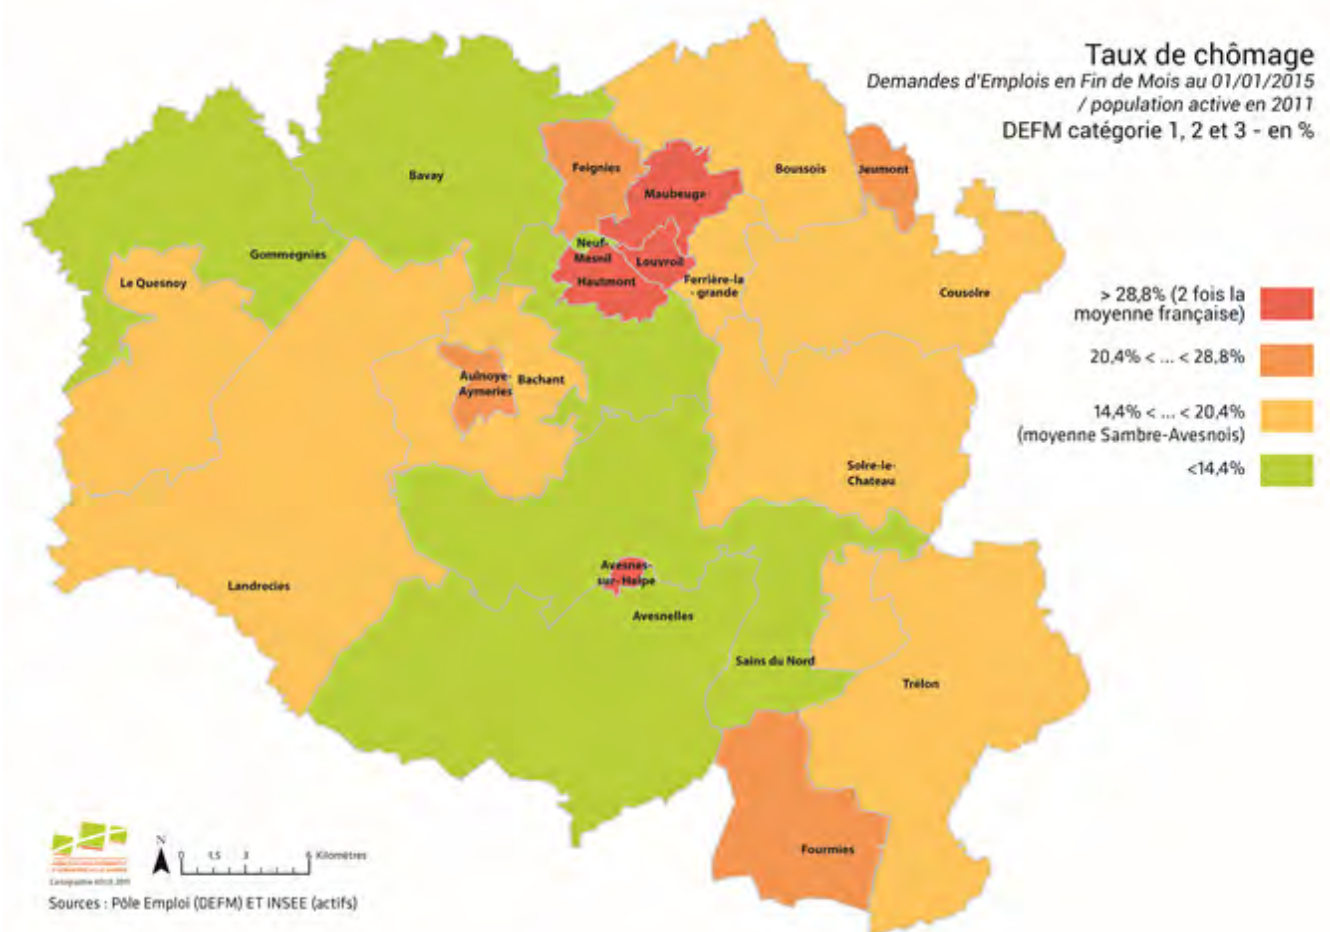 Taux de chômage
Demandes d'Emplois en Fin de Mois au 01/01/2015
/ population active en 2011
DEFM catégorie 1, 2 et 3 - en %
Feignies
Boussois
Jeumont
Bavay
Maubeuge
Neuf-
Mesnil
Gommegnies
Louvroil
Le Quesnoy
Hautmont
Ferrière-la
- grande
Cousolre
> 28,8% (2 fois la
moyenne française)
20,4% < ... < 28,8%
14,4% < ... < 20,4%
(moyenne Sambre-Avesnois)
<14,4%
Aulnoye-
Aymeries
Bachant
Solre-le-
Chateau
Landrecies
Avesnes-
sur-Helpe
Avesnelles
Sains du Nord
Trélon
Fourmies
N
0 1,5 3 6 Kilomètres
Sources : Pôle Emploi (DEFM) ET INSEE (actifs)